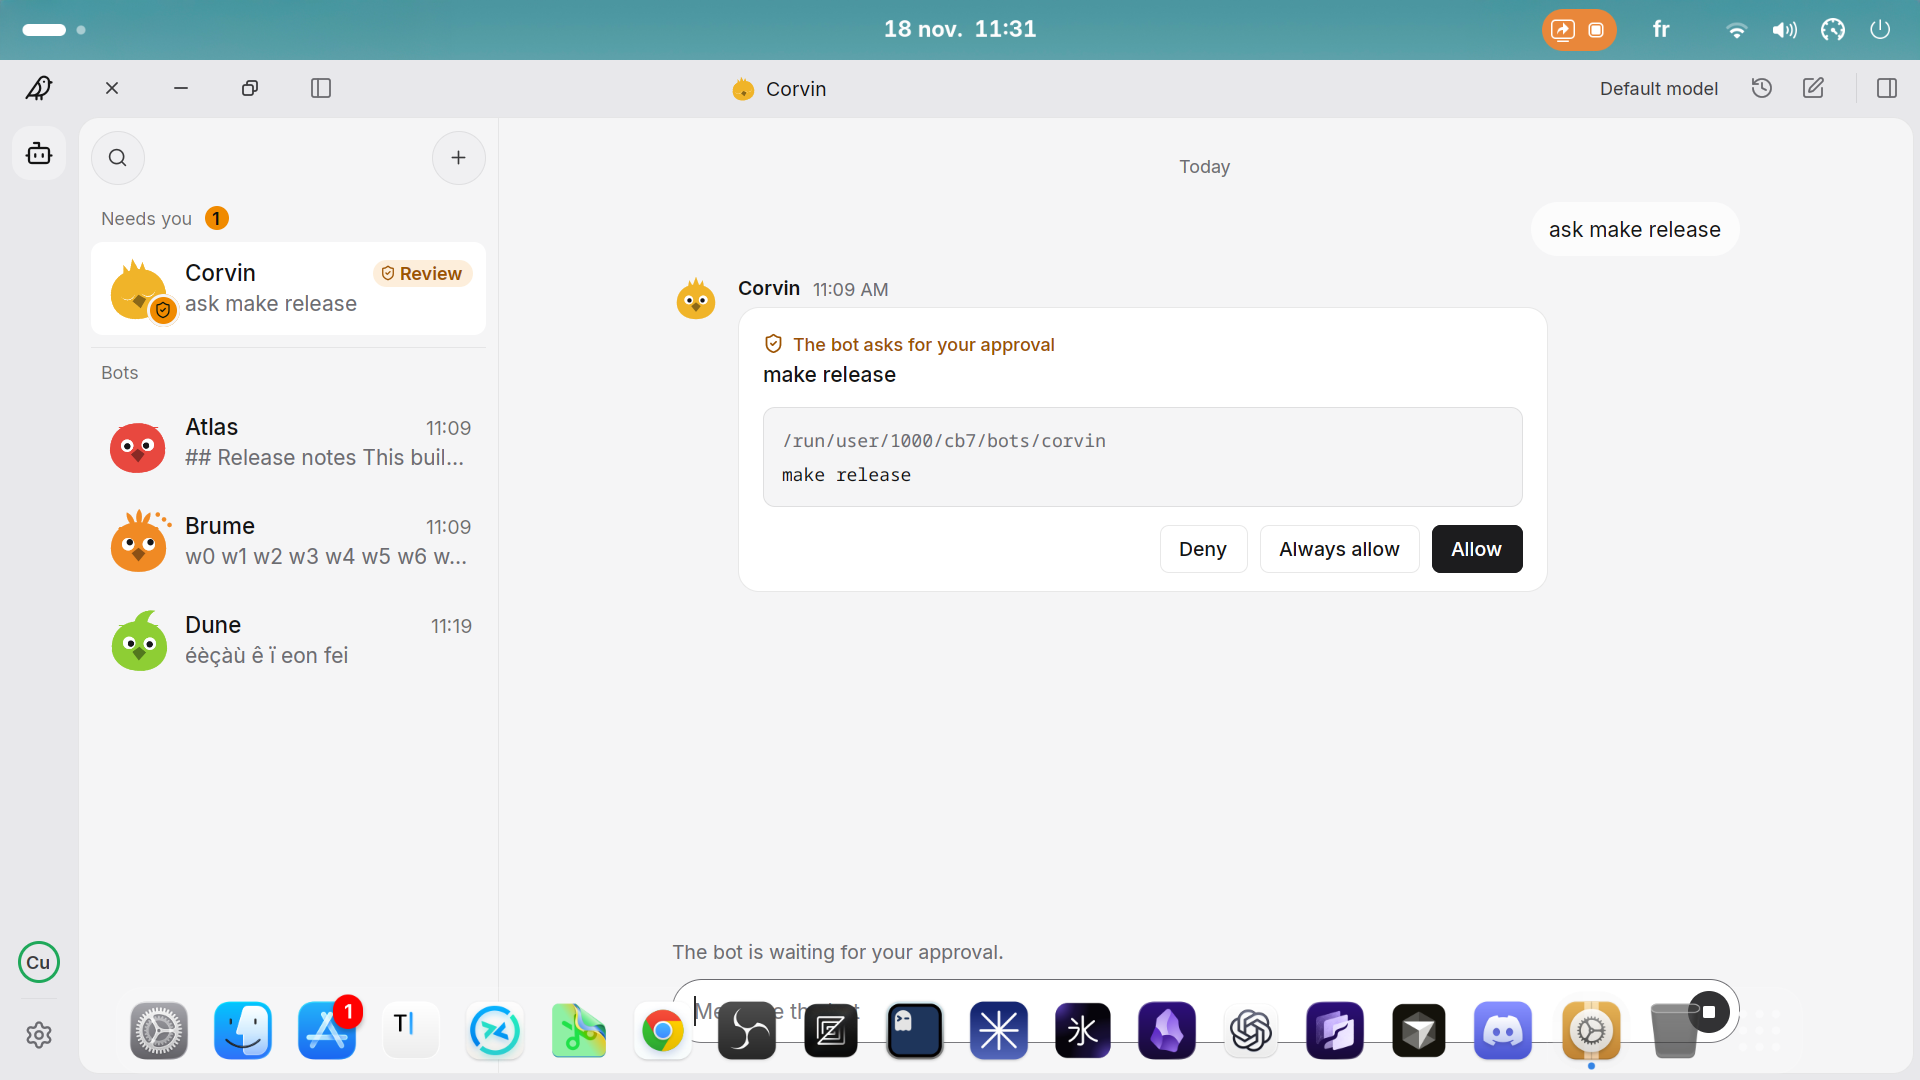 18 nov. 11:31
fr
Corvin
Default model
Today
Needs you 1
Corvin
Review
ask make release
Bots
Atlas
11:09
## Release notes This buil...
Brume
11:09
w0 w1 w2 w3 w4 w5 w6 w...
Dune
11:19
éèçàù ê ï eon fei
ask make release
Corvin 11:09 AM
The bot asks for your approval
make release
/run/user/1000/cb7/bots/corvin
make release
Deny
Always allow
Allow
The bot is waiting for your approval.
Cu
1
T
氷